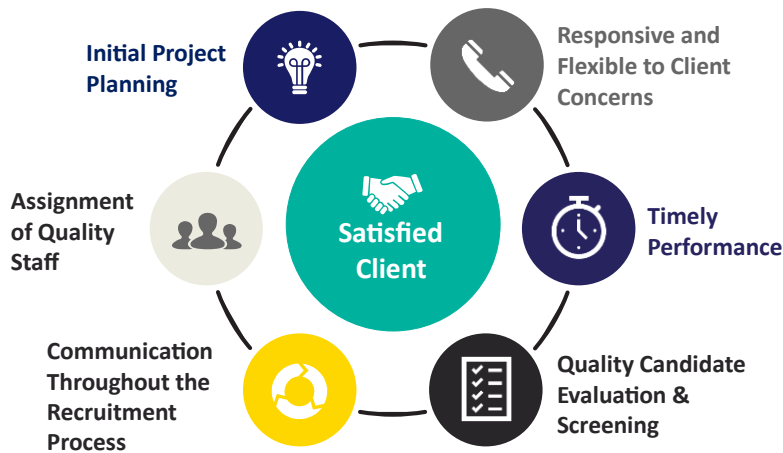 Initial Project
Planning
Responsive and
Flexible to Client
Concerns
Assignment
of Quality
Staff
Satisfied
Client
Timely
Performance
Communication
Throughout the
Recruitment
Process
Quality Candidate
Evaluation &
Screening